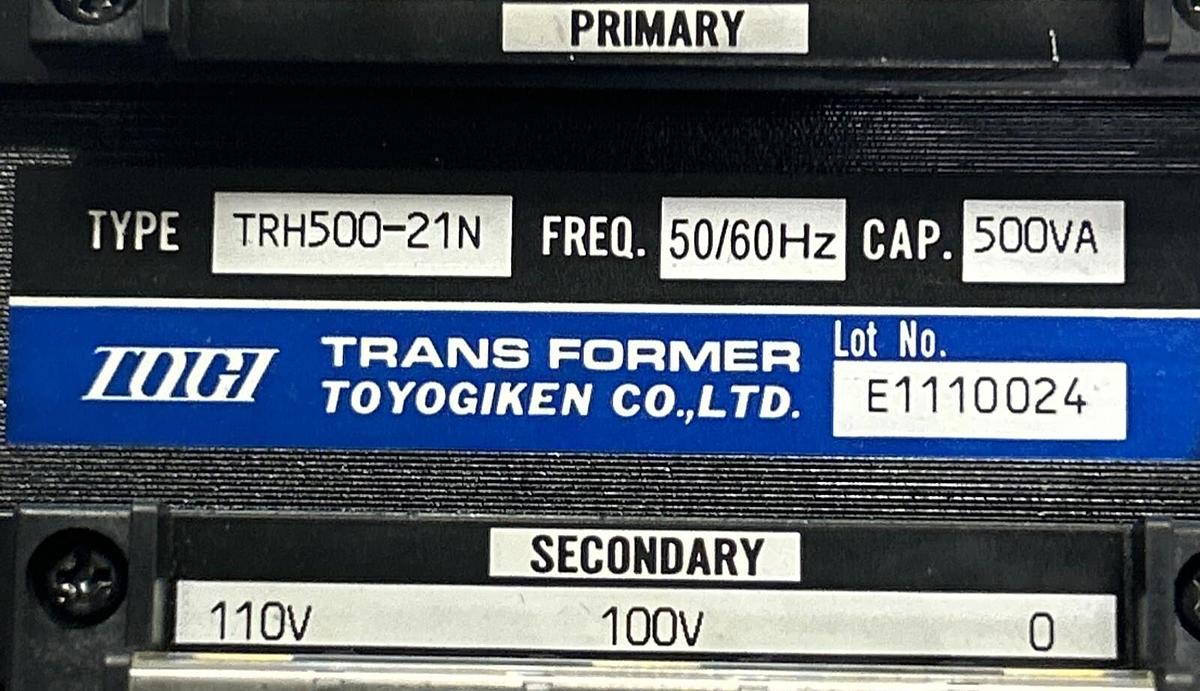 PRIMARY
TYPE TRH500-21N FREQ. 50/60Hz CAP. 500VA
TOGI
TRANS FORMER
TOYOGIKEN CO.,LTD.
Lot No.
E1110024
SECONDARY
110V 100V 0